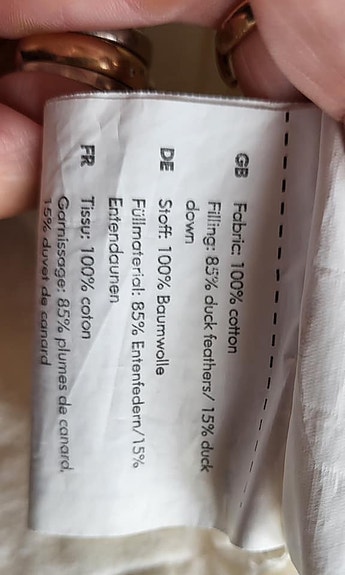 GB Fabric: 100% cotton
Filling: 85% duck feathers/ 15% duck
down
DE Stoff: 100% Baumwolle
Füllmaterial: 85% Entenfedern/15%
Entendaunen
FR Tissu: 100% coton
Garnissage: 85% plumes de canard,
15% duvet de canard